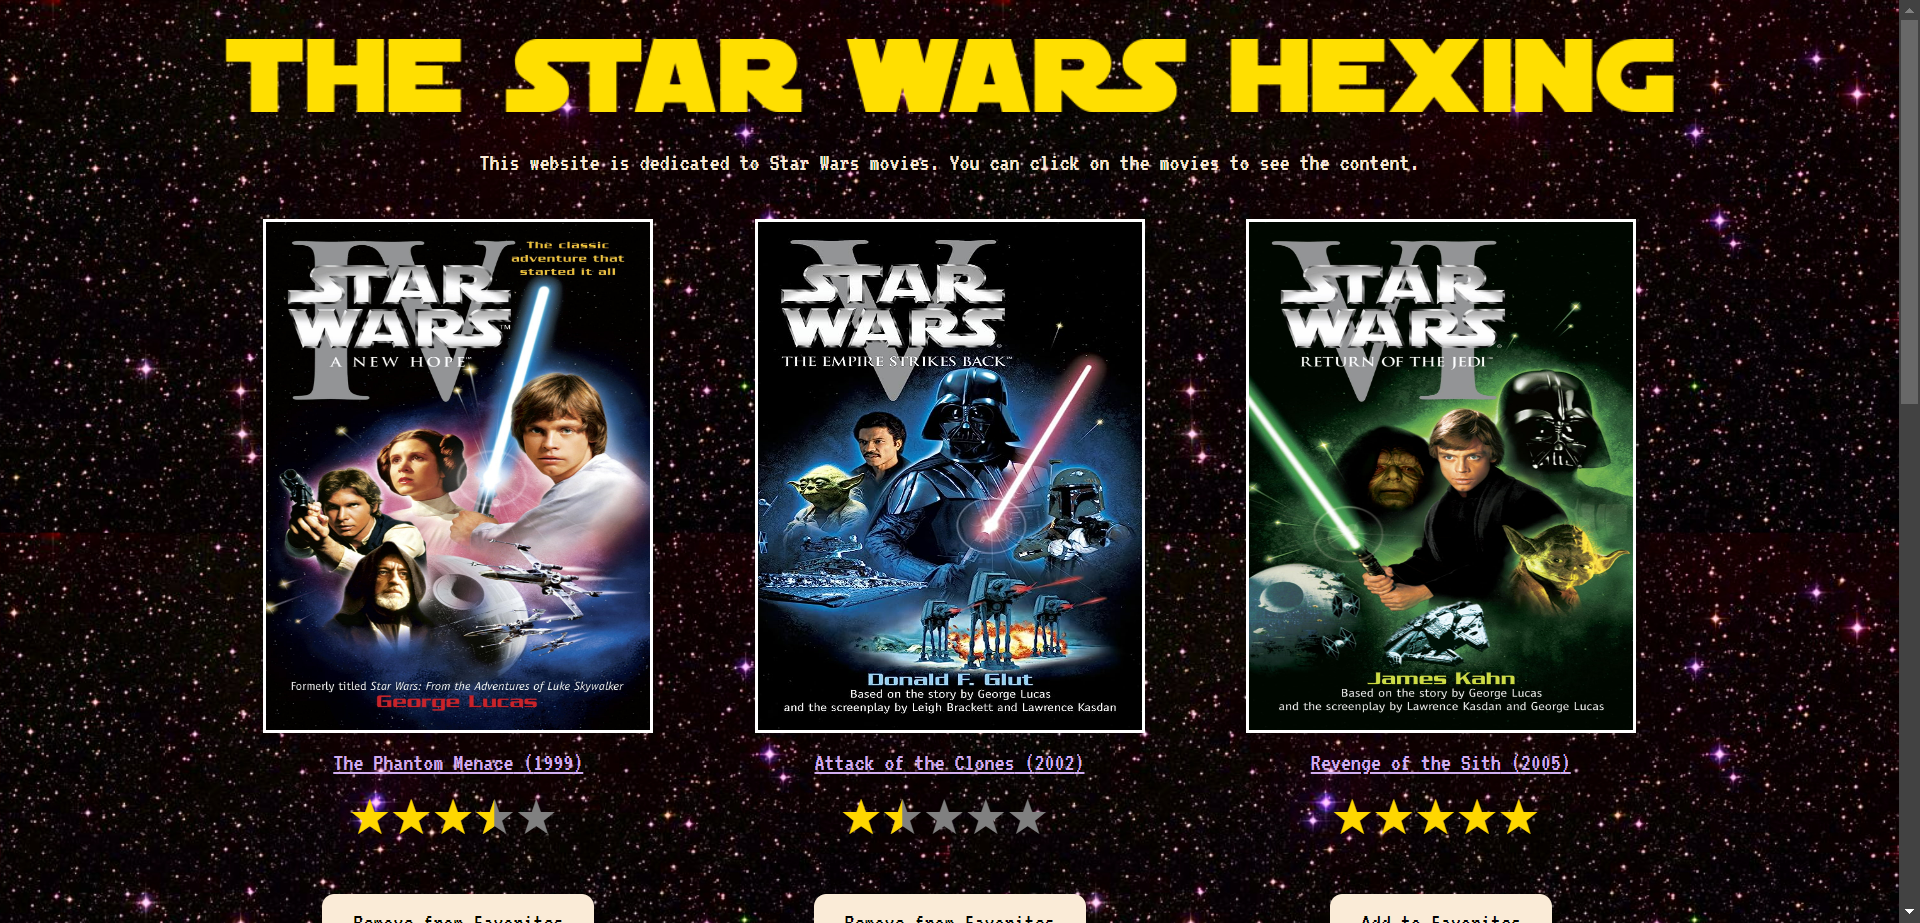 THE STAR WARS HEXING
This website is dedicated to Star Wars movies. You can click on the movies to see the content.
IV
The classic
adventure that
started it all
STAR
WARS™
A NEW HOPE™
Formerly titled Star Wars: From the Adventures of Luke Skywalker
George Lucas
The Phantom Menace (1999)
V
STAR
WARS®
THE EMPIRE STRIKES BACK™
Donald F. Glut
Based on the story by George Lucas
and the screenplay by Leigh Brackett and Lawrence Kasdan
Attack of the Clones (2002)
VI
STAR
WARS®
RETURN OF THE JEDI™
James Kahn
Based on the story by George Lucas
and the screenplay by Lawrence Kasdan and George Lucas
Revenge of the Sith (2005)
Remove from Favorites
Remove from Favorites
Add to Favorites